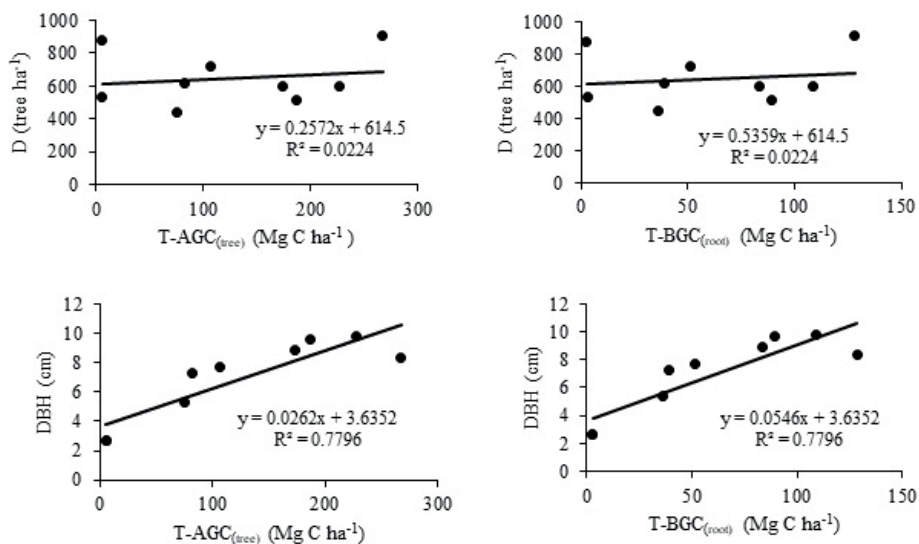 D (tree ha⁻¹)
1000
800
600
400
200
0
y = 0.2572x + 614.5
R² = 0.0224
0
100
200
300
T-AGC(tree) (Mg C ha⁻¹ )
D (tree ha⁻¹)
1000
800
600
400
200
0
y = 0.5359x + 614.5
R² = 0.0224
0
50
100
150
T-BGC(root) (Mg C ha⁻¹)
DBH (cm)
12
10
8
6
4
2
0
y = 0.0262x + 3.6352
R² = 0.7796
0
100
200
300
T-AGC(tree) (Mg C ha⁻¹)
DBH (cm)
12
10
8
6
4
2
0
y = 0.0546x + 3.6352
R² = 0.7796
0
50
100
150
T-BGC(root) (Mg C ha⁻¹)